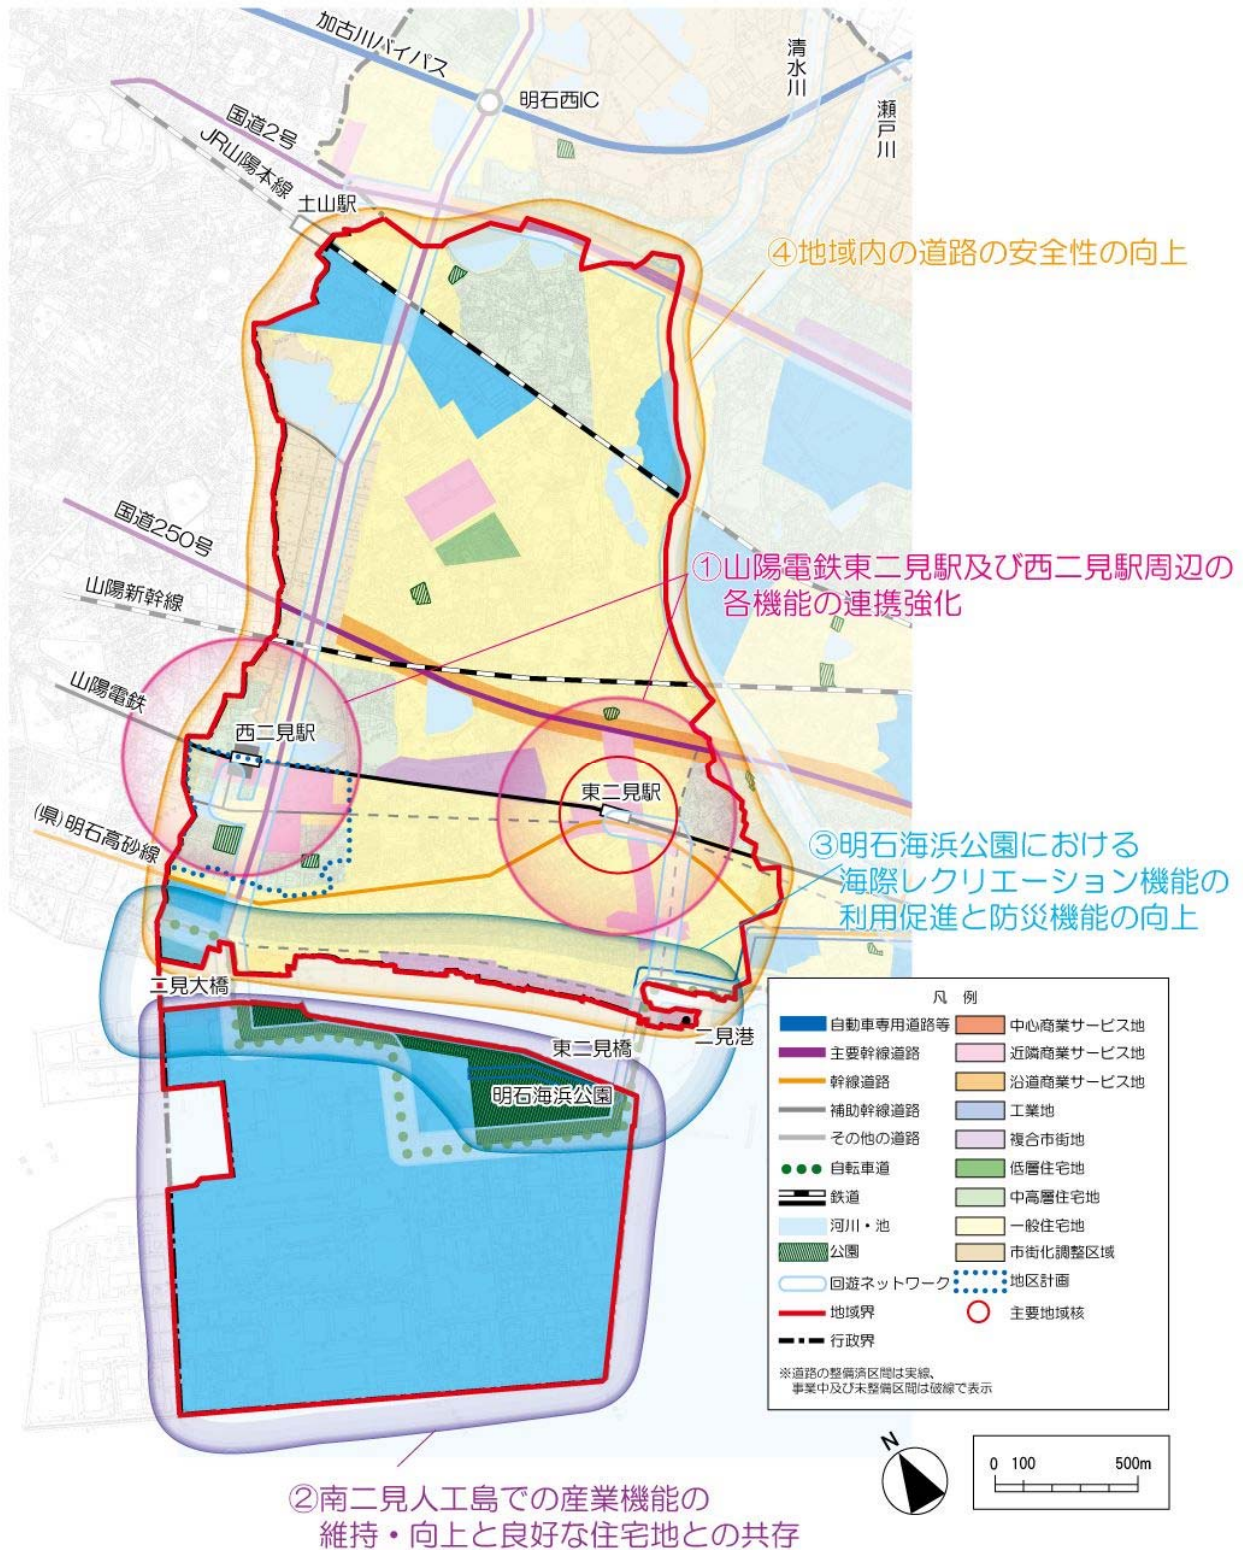 加古川バイパス
清水川
明石西IC
瀬戸川
国道2号
JR山陽本線
土山駅
④地域内の道路の安全性の向上
国道250号
①山陽電鉄東二見駅及び西二見駅周辺の
各機能の連携強化
山陽新幹線
山陽電鉄
西二見駅
東二見駅
(県)明石高砂線
③明石海浜公園における
海際レクリエーション機能の
利用促進と防災機能の向上
二見大橋
東二見橋
二見港
明石海浜公園
凡 例
自動車専用道路等
主要幹線道路
幹線道路
補助幹線道路
その他の道路
自転車道
鉄道
河川・池
公園
回遊ネットワーク
地域界
行政界
中心商業サービス地
近隣商業サービス地
沿道商業サービス地
工業地
複合市街地
低層住宅地
中高層住宅地
一般住宅地
市街化調整区域
地区計画
主要地域核
※道路の整備済区間は実線、
事業中及び未整備区間は破線で表示
N
0 100 500m
②南二見人工島での産業機能の
維持・向上と良好な住宅地との共存